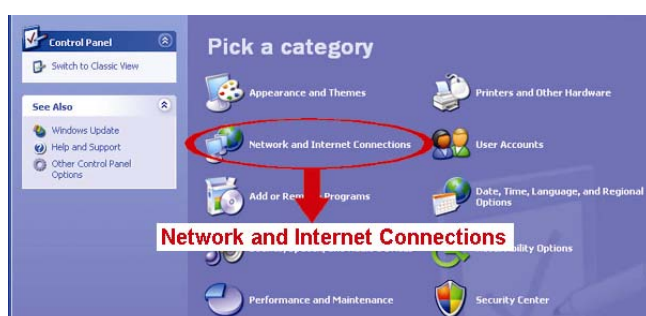 Control Panel
Switch to Classic View
See Also
Windows Update
Help and Support
Other Control Panel
Options
Pick a category
Appearance and Themes
Printers and Other Hardware
Network and Internet Connections
User Accounts
Add or Programs
Date, Time, Language, and Regional
Options
Network and Internet Connections
Options
Performance and Maintenance
Security Center